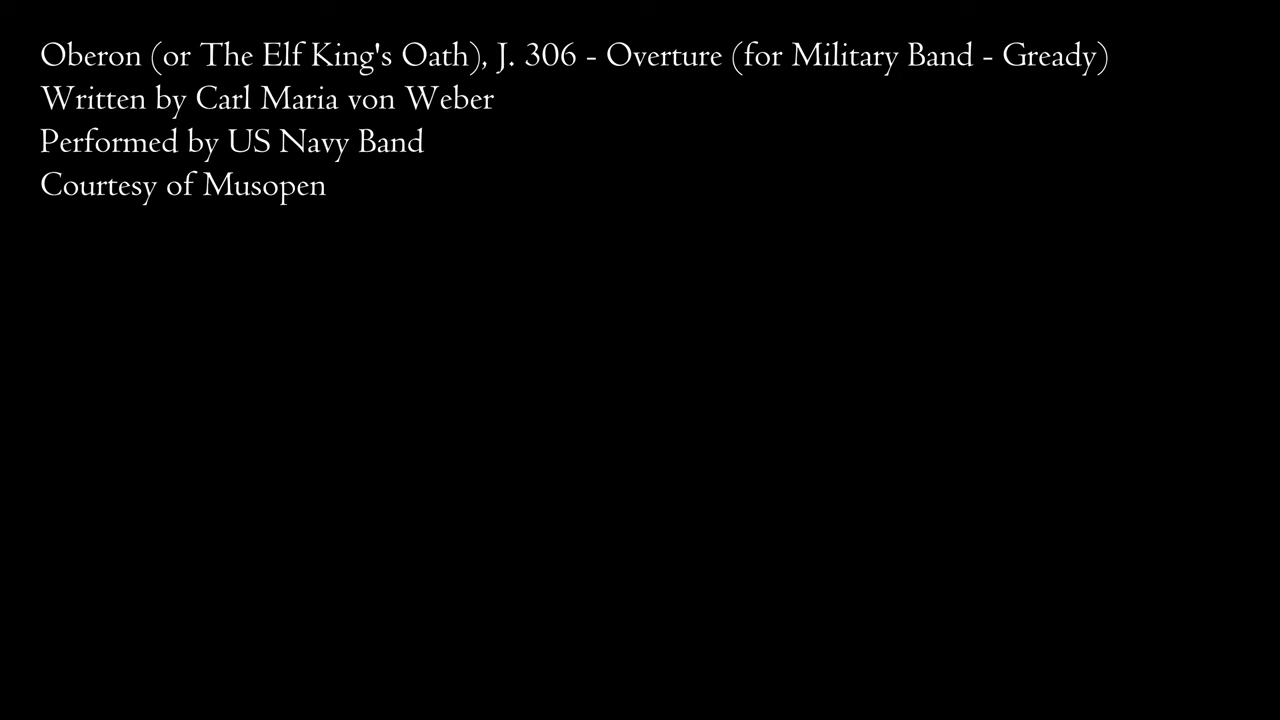 Oberon (or The Elf King's Oath), J. 306 - Overture (for Military Band - Gready)
Written by Carl Maria von Weber
Performed by US Navy Band
Courtesy of Musopen